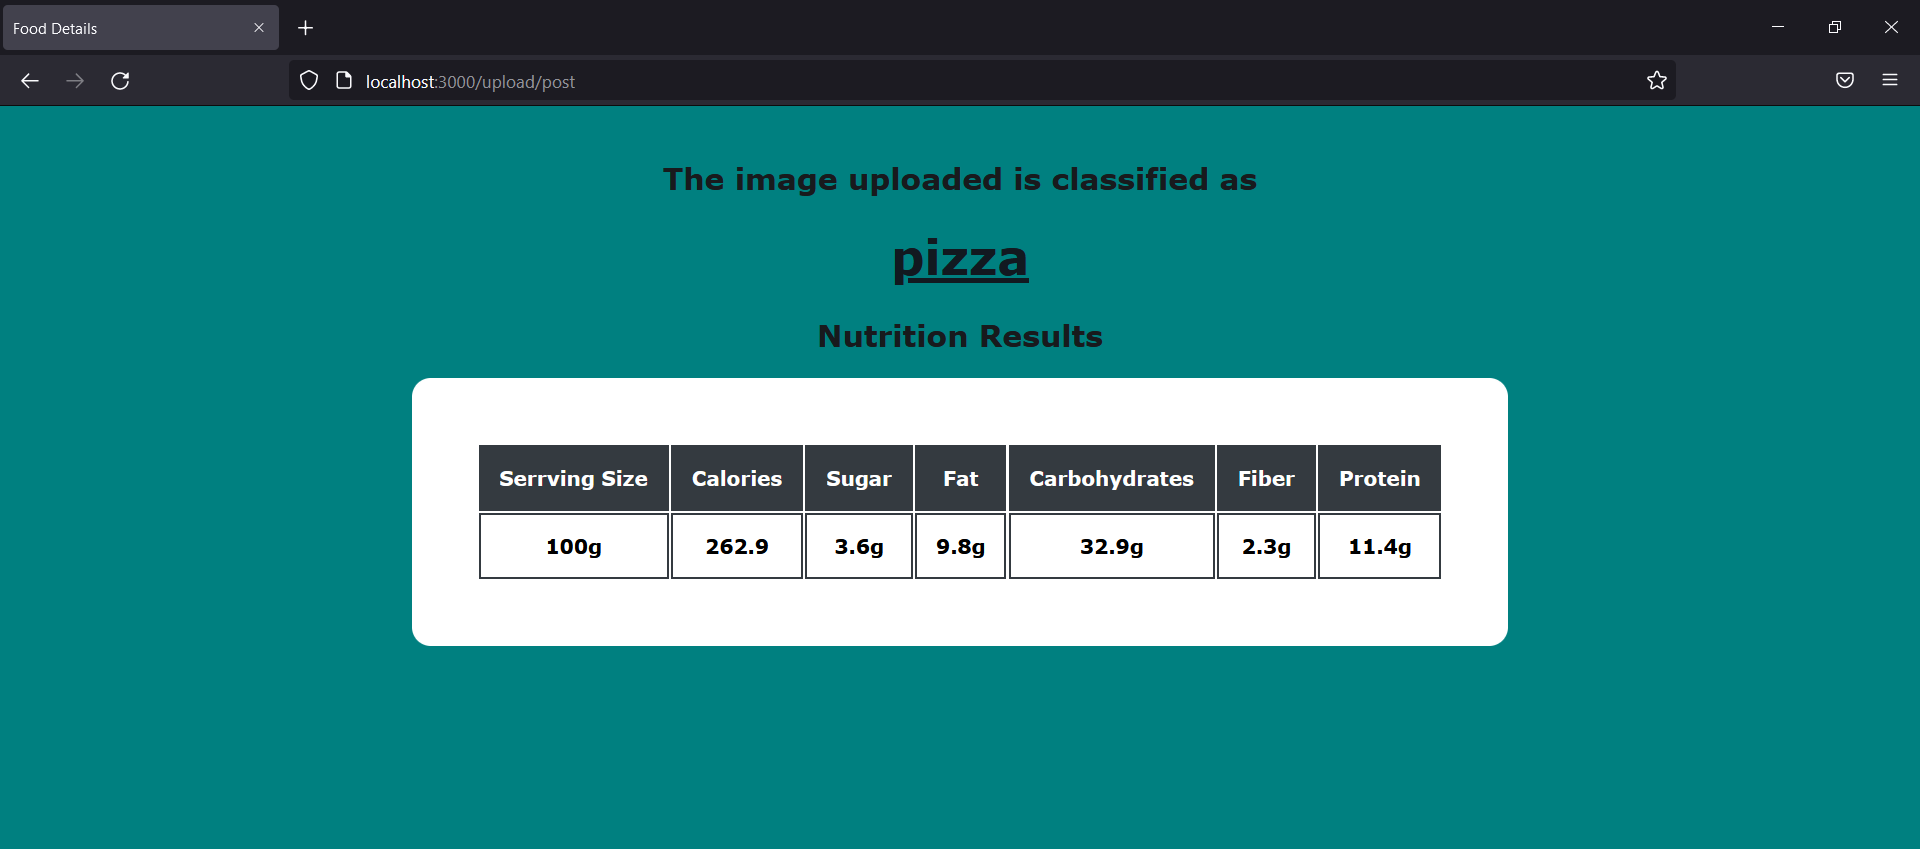 Food Details
localhost:3000/upload/post
The image uploaded is classified as
pizza
Nutrition Results
Serrving Size Calories Sugar Fat Carbohydrates Fiber Protein
100g 262.9 3.6g 9.8g 32.9g 2.3g 11.4g